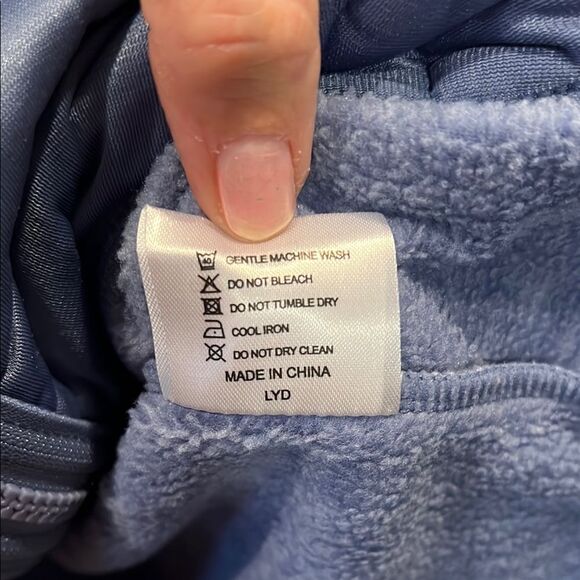 GENTLE MACHINE WASH
DO NOT BLEACH
DO NOT TUMBLE DRY
COOL IRON
DO NOT DRY CLEAN
MADE IN CHINA
LYD